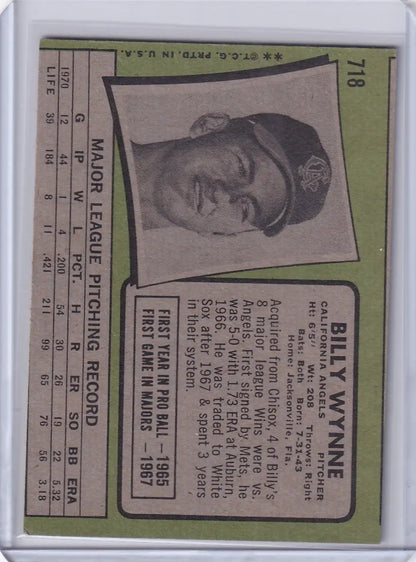 718
**©T.C.G. PRTD. IN U.S.A.
BILLY WYNNE
CALIFORNIA ANGELS PITCHER
Ht: 6'5" Wt: 208 Throws: Right
Bats: Both Born: 7-31-43
Home: Jacksonville, Fla.
Acquired from Chisox, 4 of Billy's
8 major league Wins were vs.
Angels. First signed by Mets, he
was 5-0 with 1.73 ERA at Auburn,
1966. He was traded to White
Sox after 1967 & spent 3 years
in their system.
FIRST YEAR IN PRO BALL —1965
FIRST GAME IN MAJORS —1967
MAJOR LEAGUE PITCHING RECORD
G IP W L PCT. H R ER SO BB ERA
1970 12 44 1 4 .200 54 30 26 19 22 5.32
LIFE 39 184 8 11 .421 211 99 65 76 56 3.18